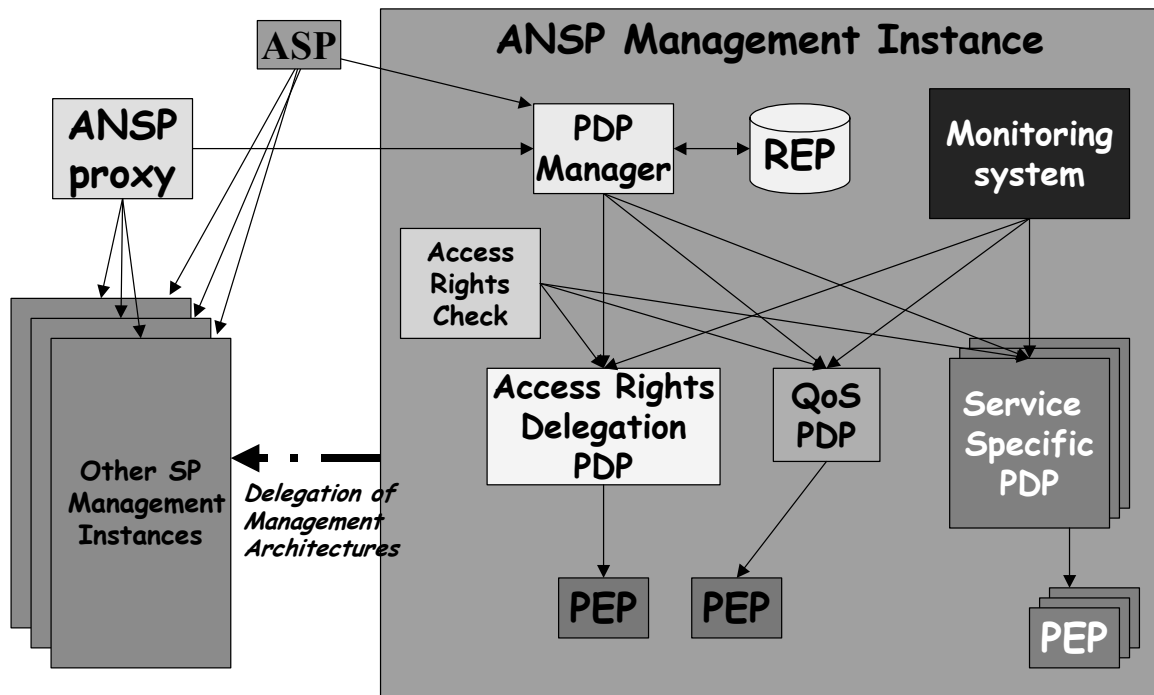 ANSP Management Instance
ASP
ANSP
proxy
PDP
Manager
REP
Monitoring
system
Access
Rights
Check
Access Rights
Delegation
PDP
QoS
PDP
Service
Specific
PDP
Other SP
Management
Instances
Delegation of
Management
Architectures
PEP
PEP
PEP